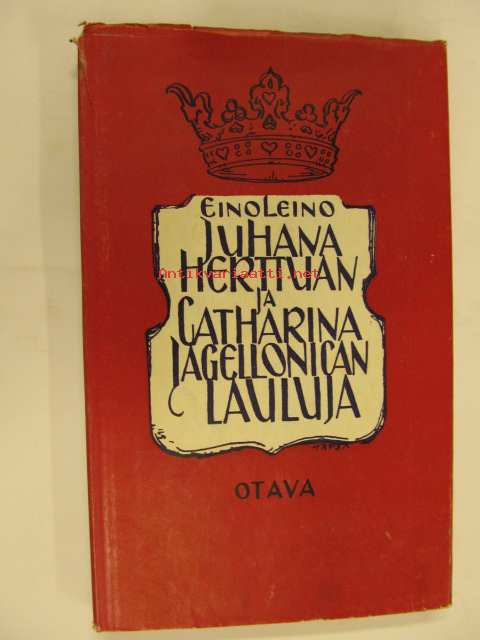 EINO LEINO
JUHANA
HERTTUAN
Antikvariaatti.net
JA
CATHARINA
JAGELLONICAN
LAULUJA
OTAVA